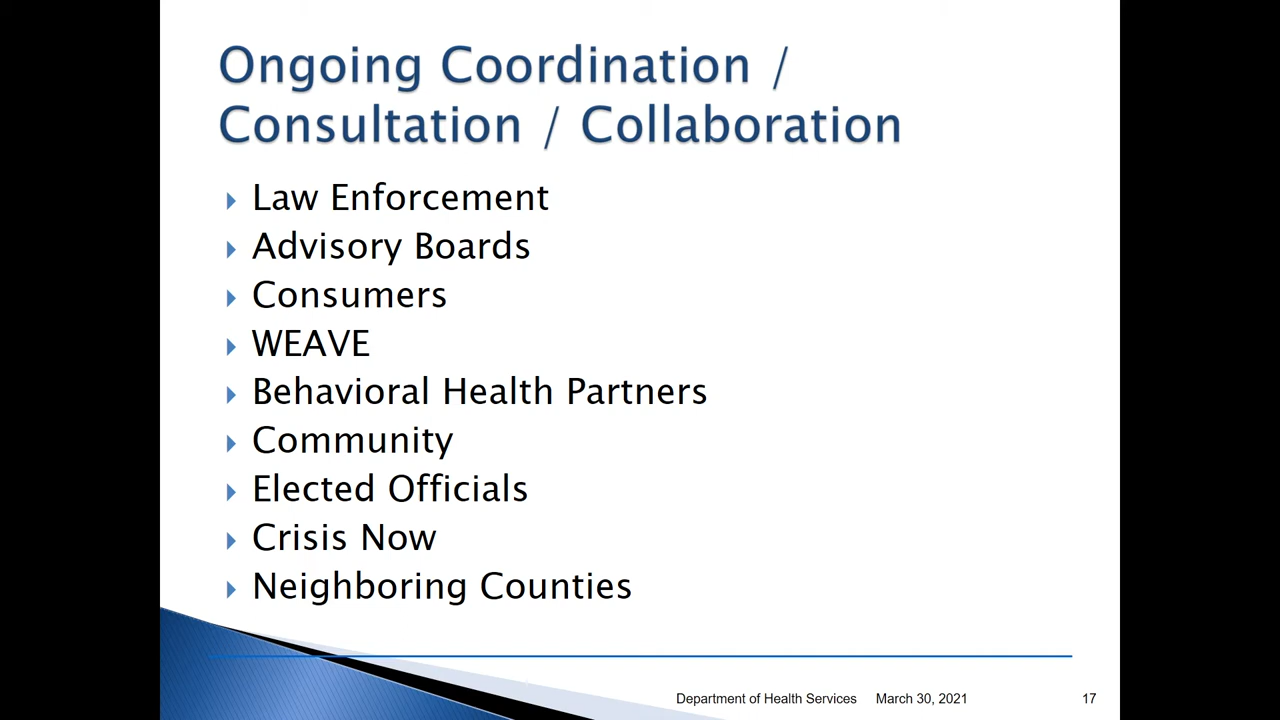 Ongoing Coordination /
Consultation / Collaboration
Law Enforcement
Advisory Boards
Consumers
WEAVE
Behavioral Health Partners
Community
Elected Officials
Crisis Now
Neighboring Counties
Department of Health Services March 30, 2021 17